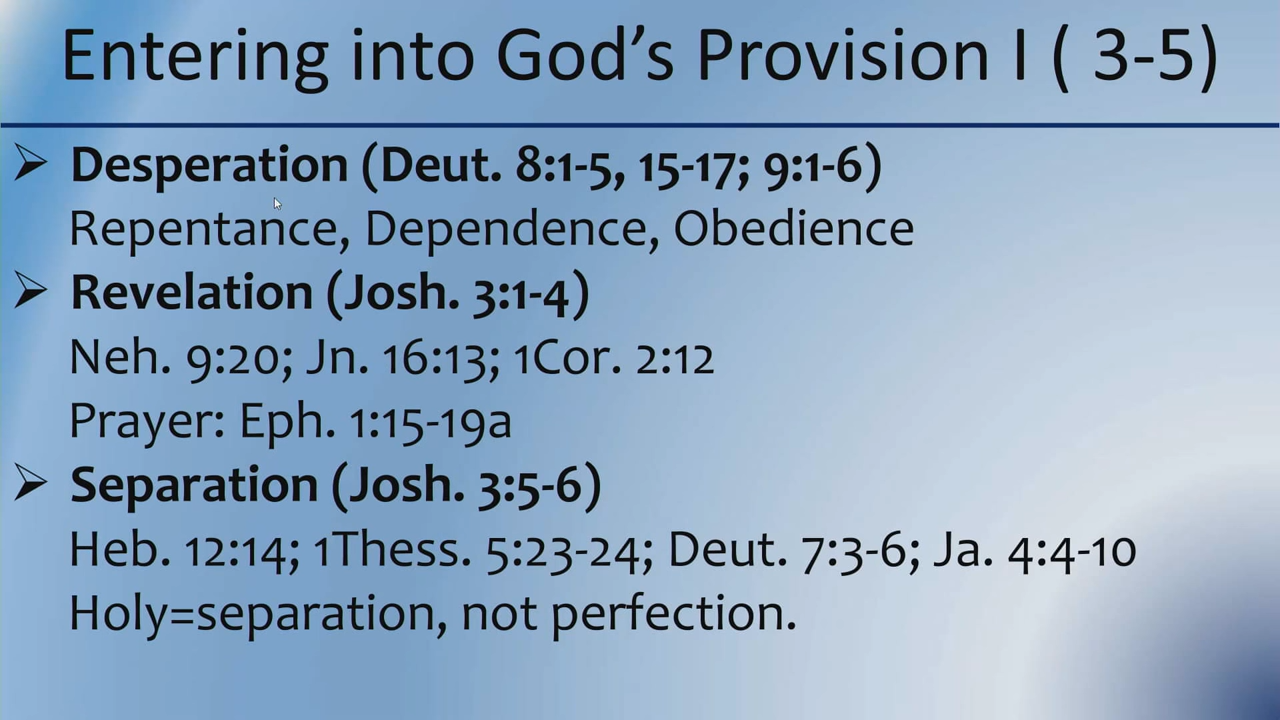 Entering into God's Provision I ( 3-5)
➢ Desperation (Deut. 8:1-5, 15-17; 9:1-6)
Repentance, Dependence, Obedience
➢ Revelation (Josh. 3:1-4)
Neh. 9:20; Jn. 16:13; 1Cor. 2:12
Prayer: Eph. 1:15-19a
➢ Separation (Josh. 3:5-6)
Heb. 12:14; 1Thess. 5:23-24; Deut. 7:3-6; Ja. 4:4-10
Holy=separation, not perfection.